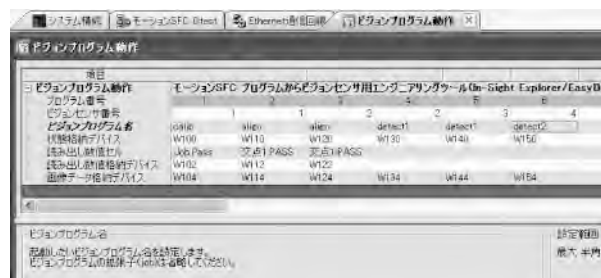 システム構成 モーションSFC Gtest Ethernet通信回線 ビジョンプログラム動作
ビジョンプログラム動作
項目
ビジョンプログラム動作 モーションSFC プログラムからビジョンセンサ用エンジニアリングツール(In-Sight Explorer/EasyB
プログラム番号 1 2 3 4 5 6
ビジョンセンサ番号 1 1 2 2 3 4
ビジョンプログラム名 calib align align detect1 detect1 detect2
状態格納デバイス W100 W110 W120 W130 W140 W150
読み出し数値セル Job.Pass 交点1.PASS 交点1.PASS
読み出し数値格納デバイス W102 W112 W122
画像データ格納デバイス W104 W114 W124 W134 W144 W154
ビジョンプログラム名
起動したいビジョンプログラム名を設定します。
ビジョンプログラムの拡張子(.job)は省略してください。
設定範囲
最大 半角